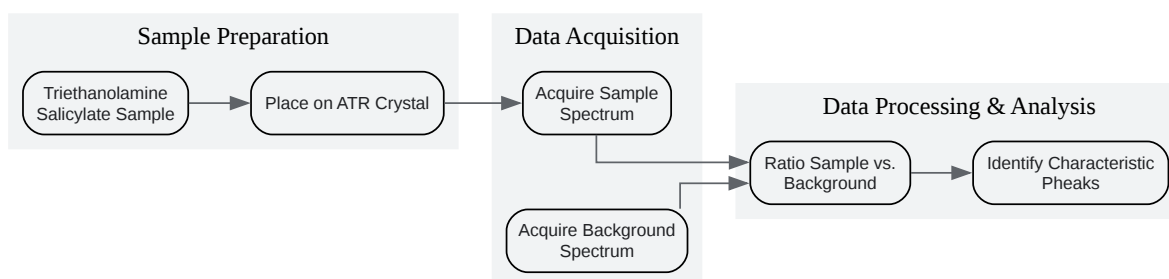 Sample Preparation
Triethanolamine
Salicylate Sample
Place on ATR Crystal
Data Acquisition
Acquire Sample
Spectrum
Acquire Background
Spectrum
Data Processing & Analysis
Ratio Sample vs.
Background
Identify Characteristic
Pheaks